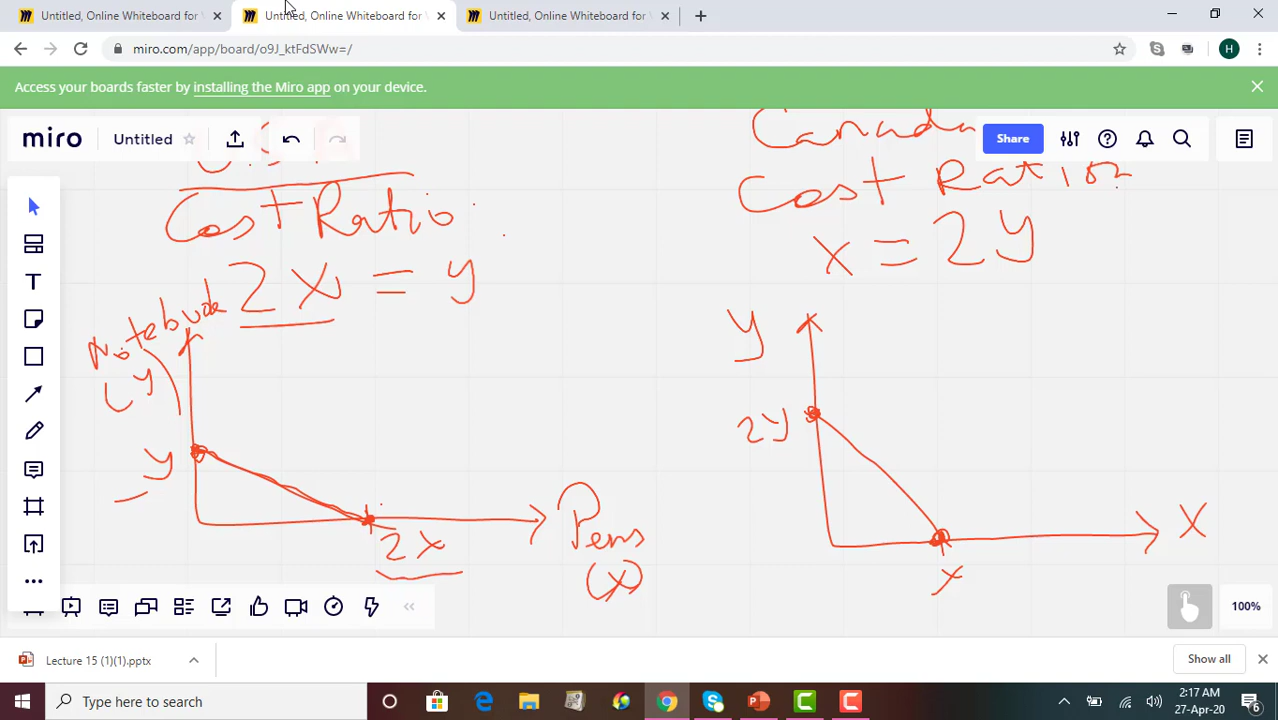 Untitled, Online Whiteboard for
Untitled, Online Whiteboard for
Untitled, Online Whiteboard for
miro.com/app/board/o9J_ktFdSWw=/
H
Access your boards faster by installing the Miro app on your device.
miro
Untitled
Share
Canada
Cost Ratio
Cost Ratio
2x = y
x = 2y
Notebook
y
y
2x
Pens
(x)
y
2y
x
X
100%
Lecture 15 (1)(1).pptx
Show all
Type here to search
2:17 AM
27-Apr-20
6